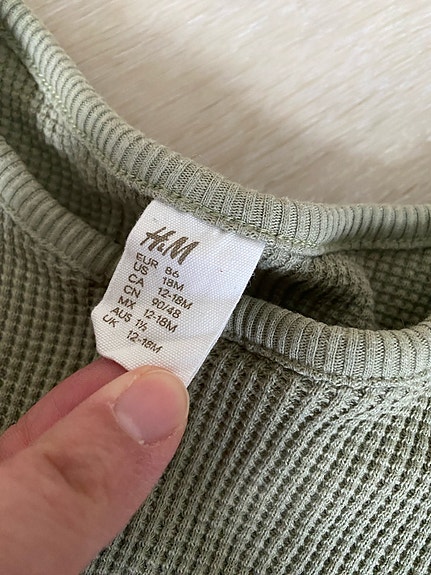 H&M
EUR 86
US 18M
CA 12-18M
CN 90/48
MX 12-18M
AUS 1½
UK 12-18M